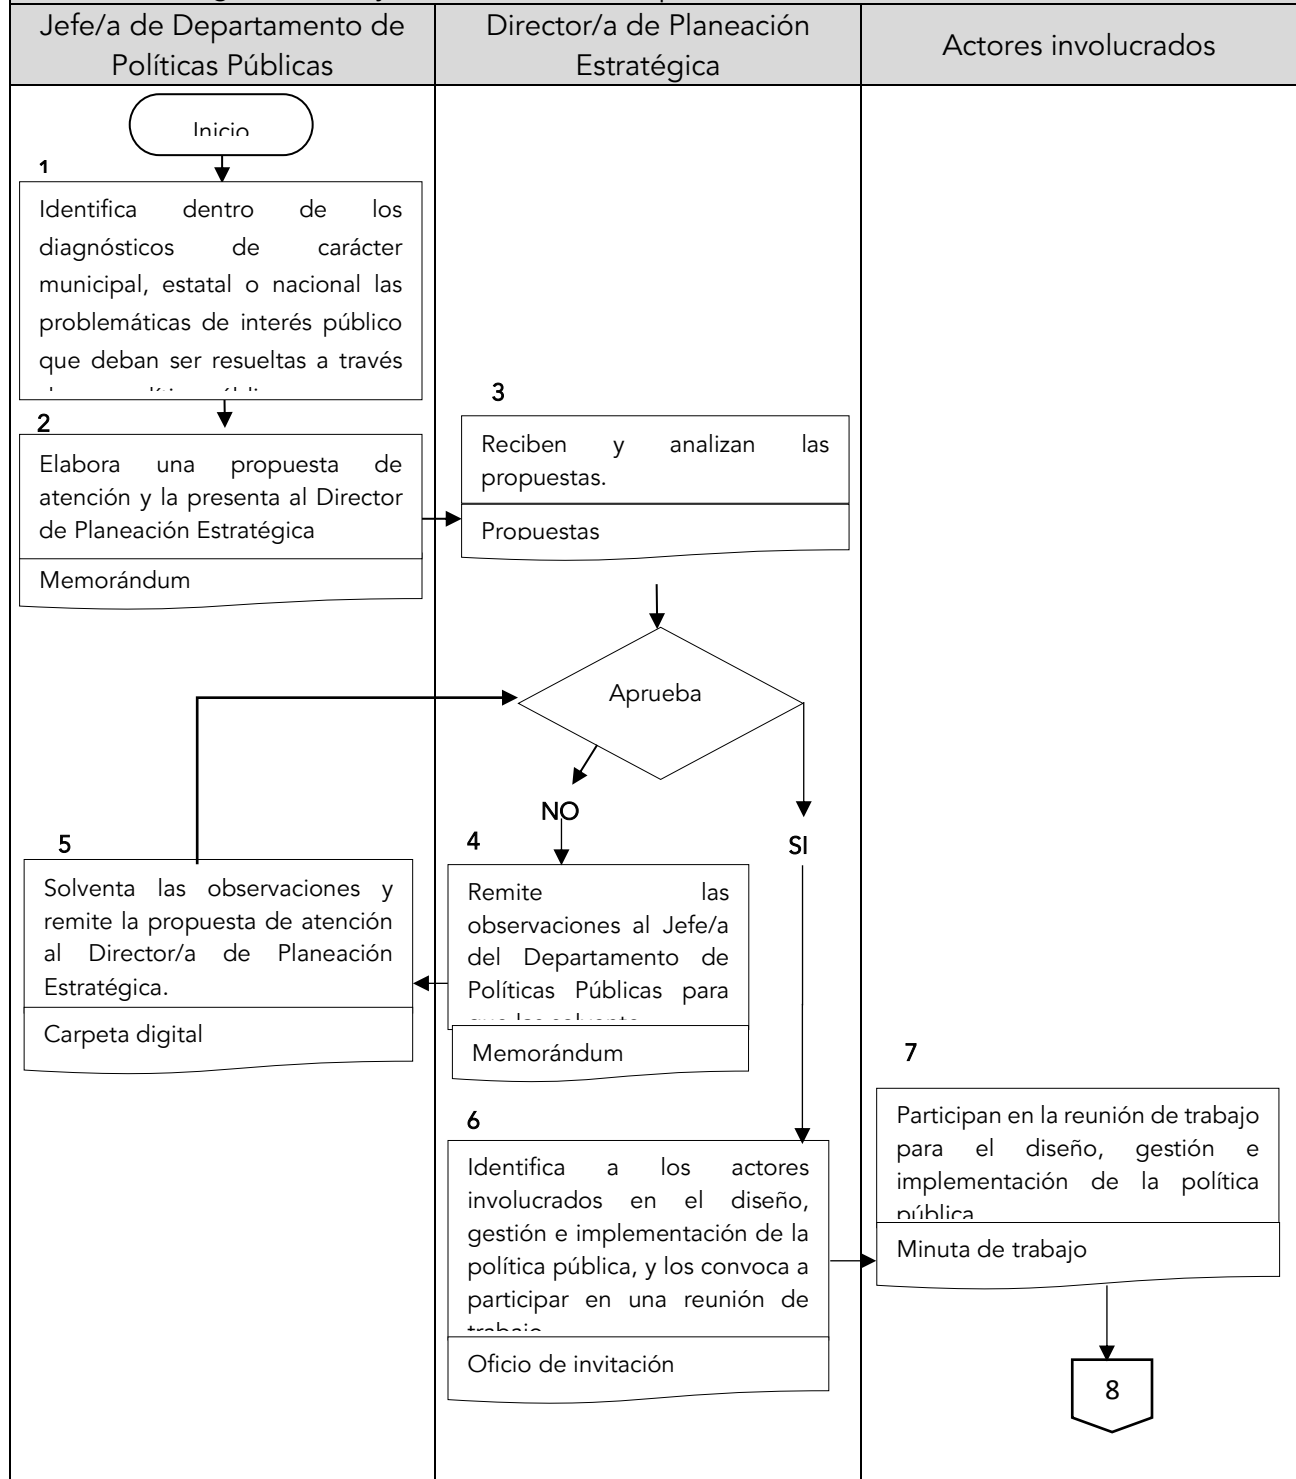 Jefe/a de Departamento de
Políticas Públicas
Director/a de Planeación
Estratégica
Actores involucrados
Inicio
1
Identifica dentro de los
diagnósticos de carácter
municipal, estatal o nacional las
problemáticas de interés público
que deban ser resueltas a través
2
Elabora una propuesta de
atención y la presenta al Director
de Planeación Estratégica
Memorándum
3
Reciben y analizan las
propuestas.
Propuestas
Aprueba
NO
SI
4
Remite las
observaciones al Jefe/a
del Departamento de
Políticas Públicas para
que las solvente
Memorándum
5
Solventa las observaciones y
remite la propuesta de atención
al Director/a de Planeación
Estratégica.
Carpeta digital
6
Identifica a los actores
involucrados en el diseño,
gestión e implementación de la
política pública, y los convoca a
participar en una reunión de
trabajo
Oficio de invitación
7
Participan en la reunión de trabajo
para el diseño, gestión e
implementación de la política
pública
Minuta de trabajo
8